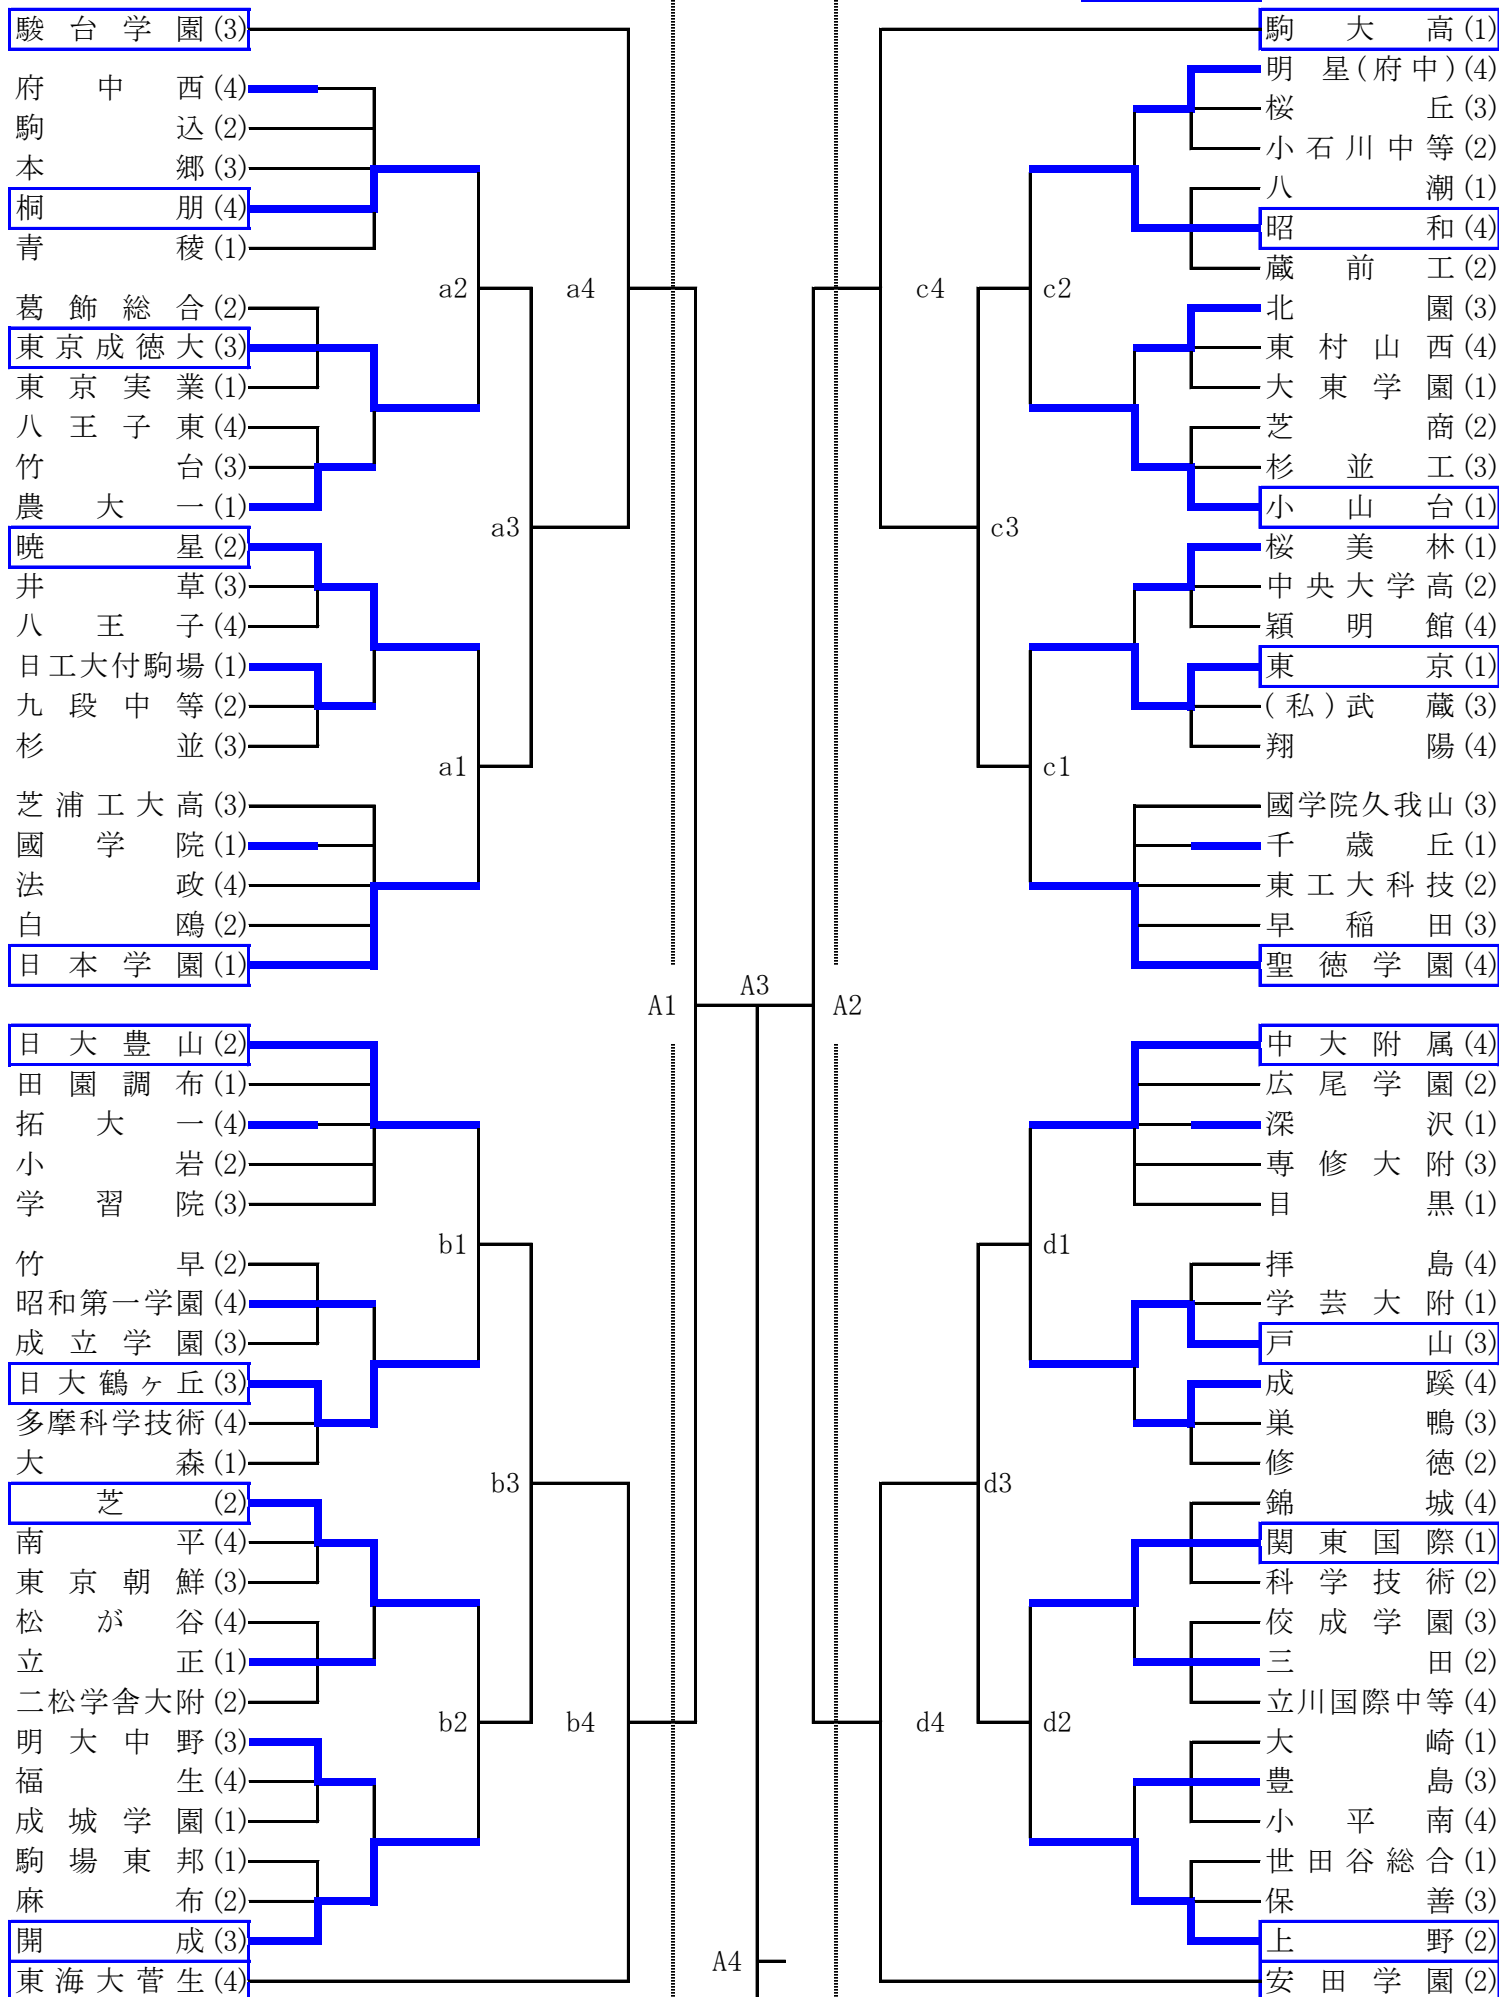 駿台学園(3)
府中西(4)
駒込(2)
本郷(3)
桐朋(4)
青稜(1)
a2
a4
葛飾総合(2)
東京成徳大(3)
東京実業(1)
八王子東(4)
竹台(3)
農大一(1)
a3
暁星(2)
井草(3)
八王子(4)
日工大付駒場(1)
九段中等(2)
杉並(3)
a1
芝浦工大高(3)
國学院(1)
法政(4)
白鴎(2)
日本学園(1)
日大豊山(2)
田園調布(1)
拓大一(4)
小岩(2)
学習院(3)
b1
竹早(2)
昭和第一学園(4)
成立学園(3)
日大鶴ヶ丘(3)
多摩科学技術(4)
大森(1)
b3
芝(2)
南平(4)
東京朝鮮(3)
松が谷(4)
立正(1)
二松学舎大附(2)
b2
b4
明大中野(3)
福生(4)
成城学園(1)
駒場東邦(1)
麻布(2)
開成(3)
東海大菅生(4)
A1
A3
A2
A4
駒大高(1)
明星(府中)(4)
桜丘(3)
小石川中等(2)
八潮(1)
昭和(4)
蔵前工(2)
c4
c2
北園(3)
東村山西(4)
大東学園(1)
芝商(2)
杉並工(3)
小山台(1)
c3
桜美林(1)
中央大学高(2)
穎明館(4)
東京(1)
(私)武蔵(3)
翔陽(4)
c1
國学院久我山(3)
千歳丘(1)
東工大科技(2)
早稲田(3)
聖徳学園(4)
中大附属(4)
広尾学園(2)
深沢(1)
専修大附(3)
目黒(1)
d1
拝島(4)
学芸大附(1)
戸山(3)
成蹊(4)
巣鴨(3)
修徳(2)
d3
錦城(4)
関東国際(1)
科学技術(2)
佼成学園(3)
三田(2)
立川国際中等(4)
d4
d2
大崎(1)
豊島(3)
小平南(4)
世田谷総合(1)
保善(3)
上野(2)
安田学園(2)